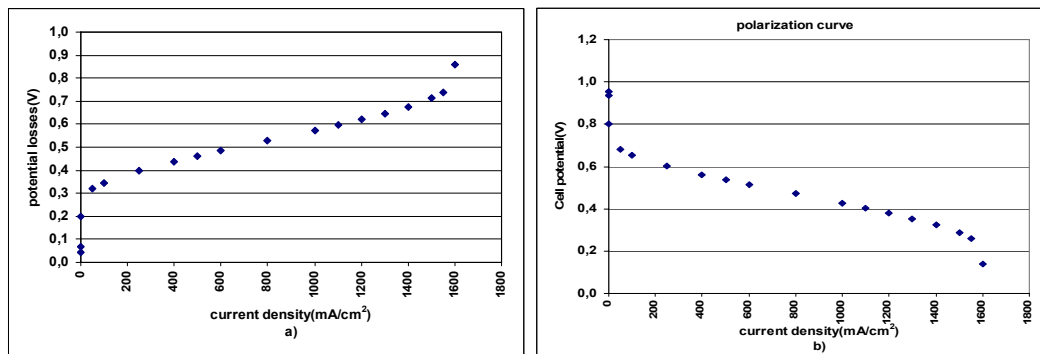 1,0
0,9
0,8
0,7
0,6
0,5
0,4
0,3
0,2
0,1
0,0
potential losses(V)
0 200 400 600 800 1000 1200 1400 1600 1800
current density(mA/cm²)
a)
polarization curve
1,2
1,0
0,8
0,6
0,4
0,2
0,0
Cell potential(V)
0 200 400 600 800 1000 1200 1400 1600 1800
current density(mA/cm²)
b)